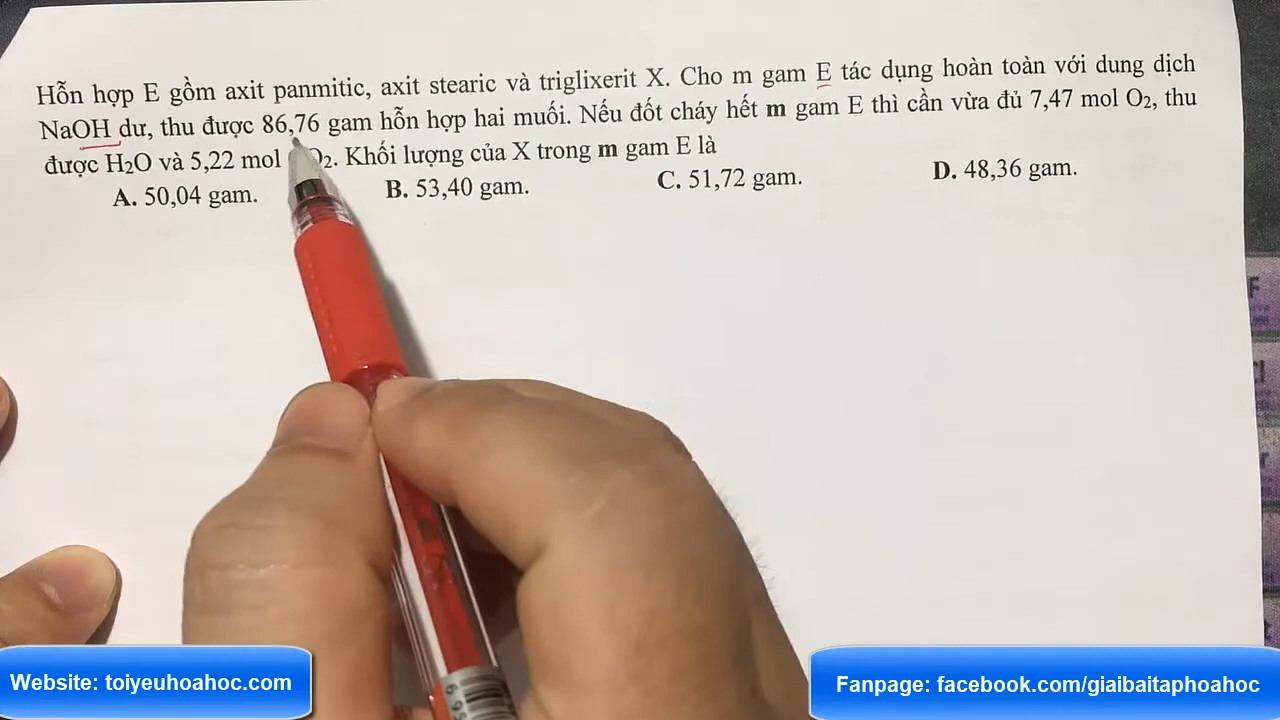 Hỗn hợp E gồm axit panmitic, axit stearic và triglixerit X. Cho m gam E tác dụng hoàn toàn với dung dịch
NaOH dư, thu được 86,76 gam hỗn hợp hai muối. Nếu đốt cháy hết m gam E thì cần vừa đủ 7,47 mol O₂, thu
được H₂O và 5,22 mol O₂. Khối lượng của X trong m gam E là
A. 50,04 gam. B. 53,40 gam. C. 51,72 gam. D. 48,36 gam.
Website: toiyeuhoahoc.com
Fanpage: facebook.com/giaibaitaphoahoc